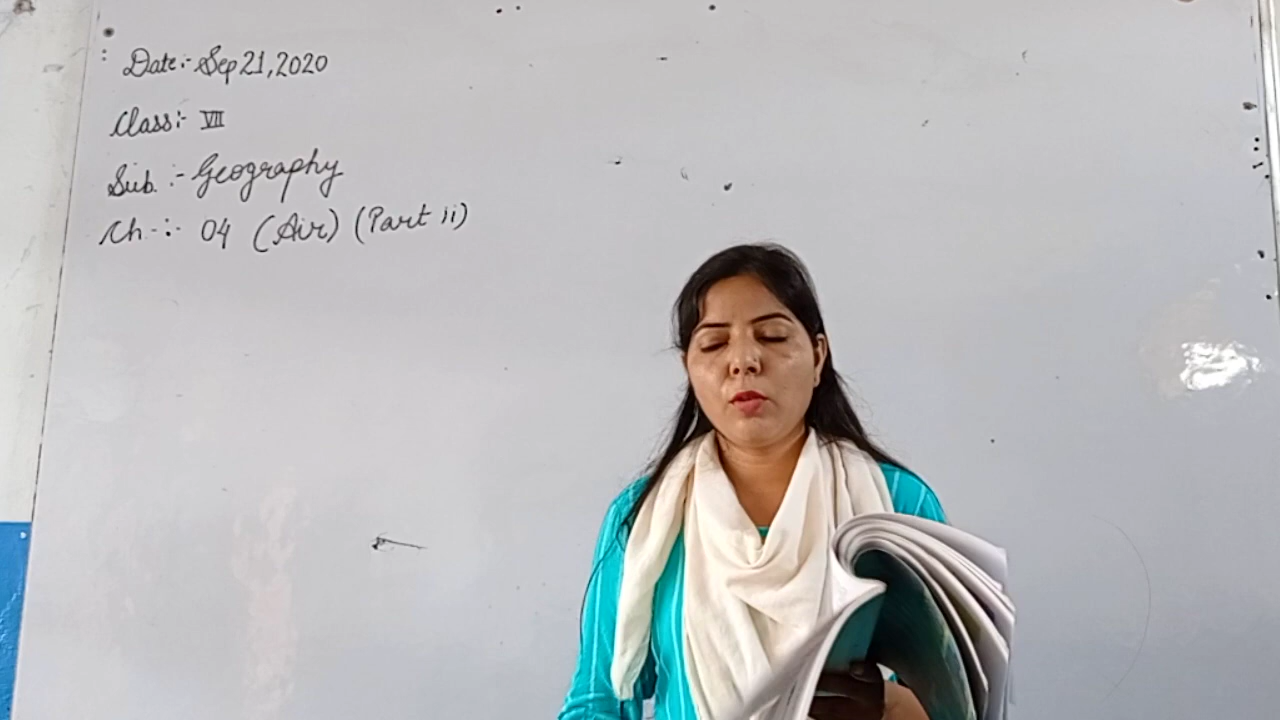 Date:- Sep 21, 2020
Class:- VII
Sub. :- Geography
Ch-:- 04 (Air) (Part ii)